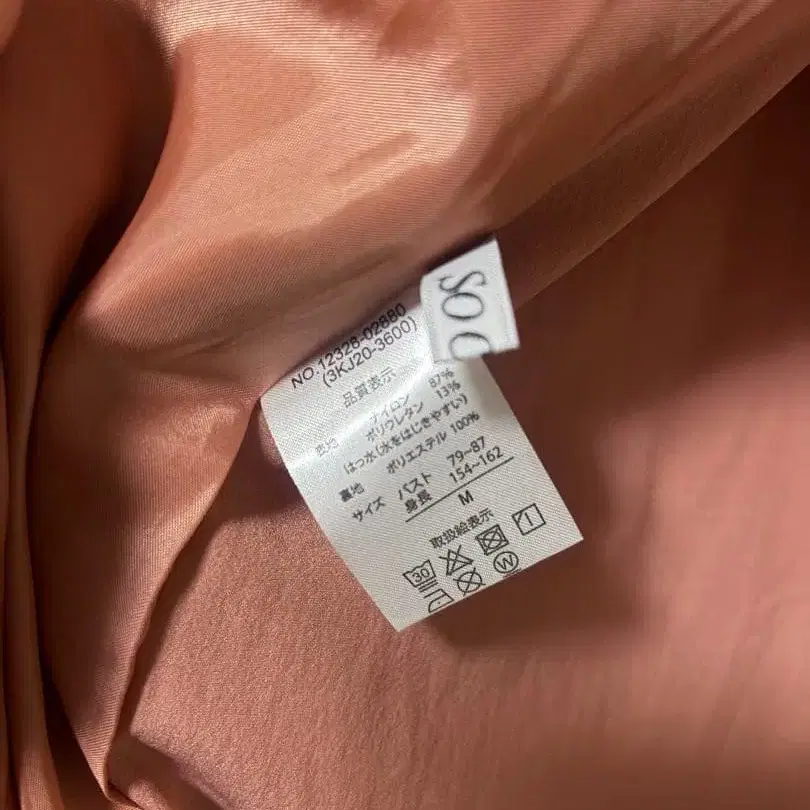 SO C
NO.12328-02880
(3KJ20-3600)
品質表示
表地 ナイロン 87%
ポリウレタン 13%
はっ水(水をはじきやすい)
裏地 ポリエステル 100%
サイズ バスト 79~87
身長 154~162
M
取扱絵表示
30
W